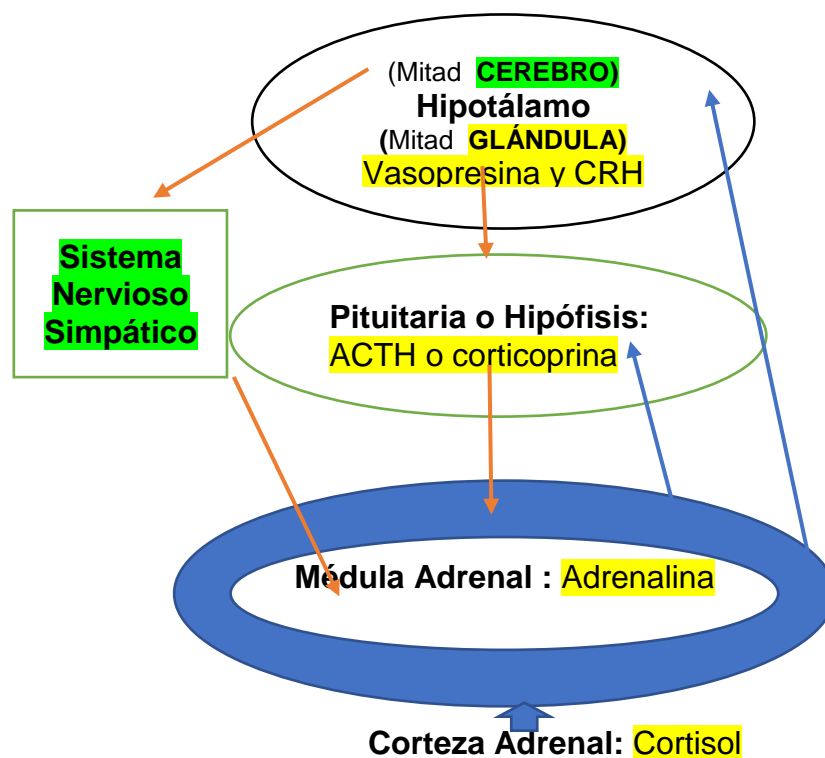 (Mitad CEREBRO)
Hipotálamo
(Mitad GLÁNDULA)
Vasopresina y CRH
Sistema
Nervioso
Simpático
Pituitaria o Hipófisis:
ACTH o corticoprina
Médula Adrenal : Adrenalina
Corteza Adrenal: Cortisol